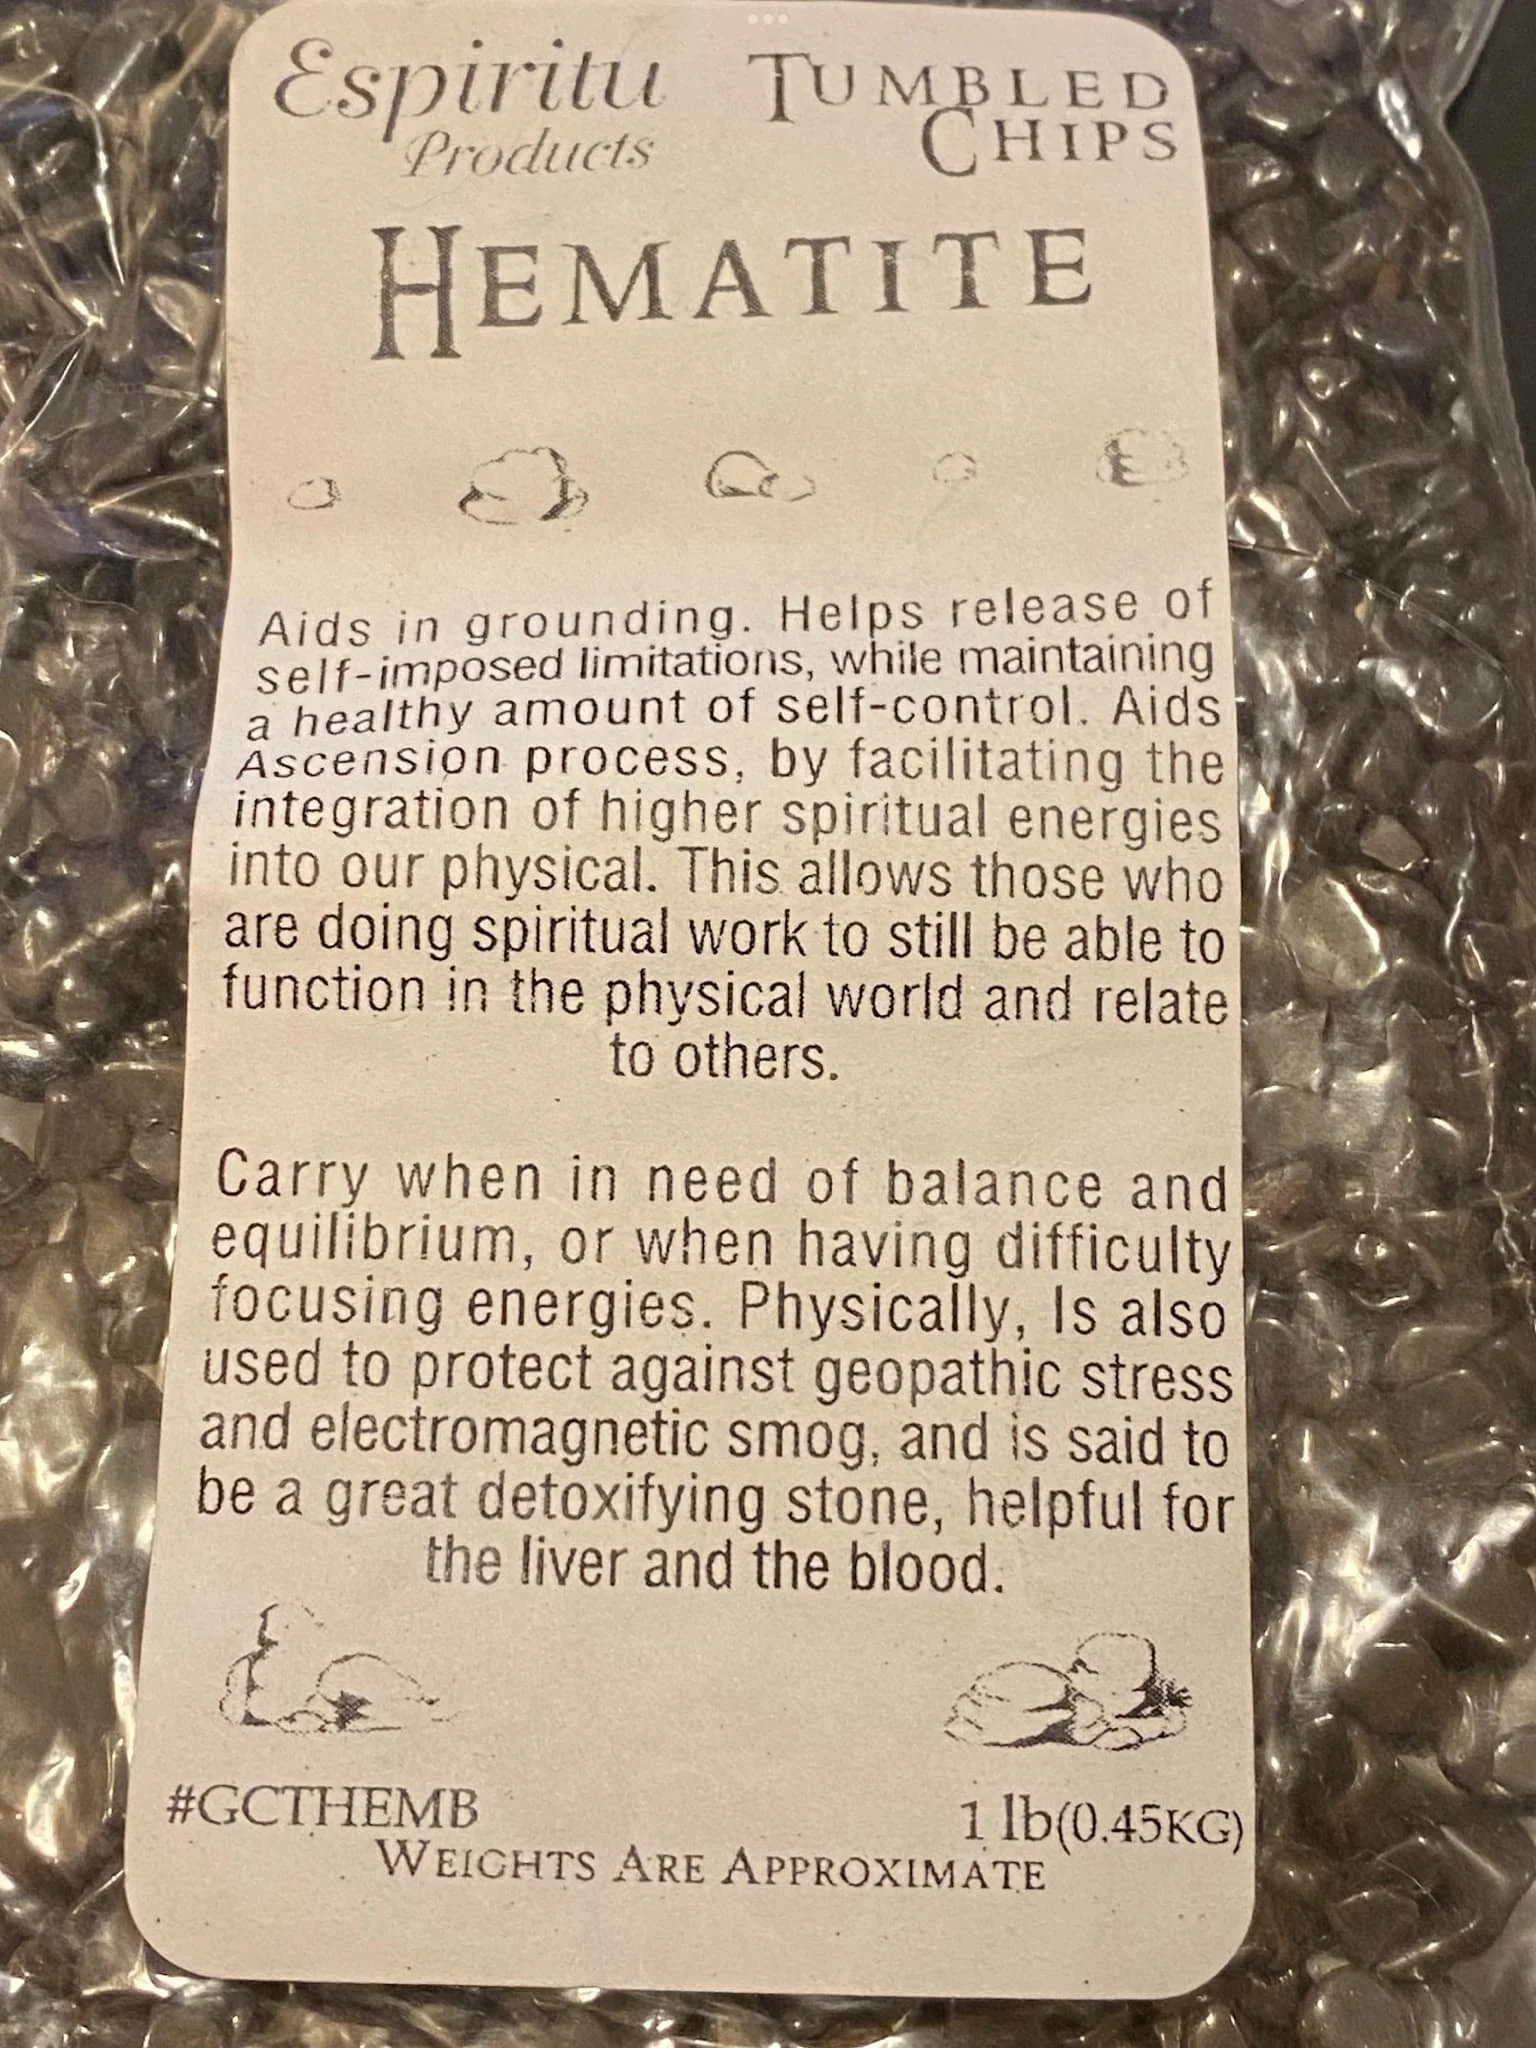 Espiritu
Products
TUMBLED
CHIPS
HEMATITE
Aids in grounding. Helps release of
self-imposed limitations, while maintaining
a healthy amount of self-control. Aids
Ascension process, by facilitating the
integration of higher spiritual energies
into our physical. This allows those who
are doing spiritual work to still be able to
function in the physical world and relate
to others.
Carry when in need of balance and
equilibrium, or when having difficulty
focusing energies. Physically, Is also
used to protect against geopathic stress
and electromagnetic smog, and is said to
be a great detoxifying stone, helpful for
the liver and the blood.
#GCTHEMB
1 lb(0.45KG)
WEIGHTS ARE APPROXIMATE